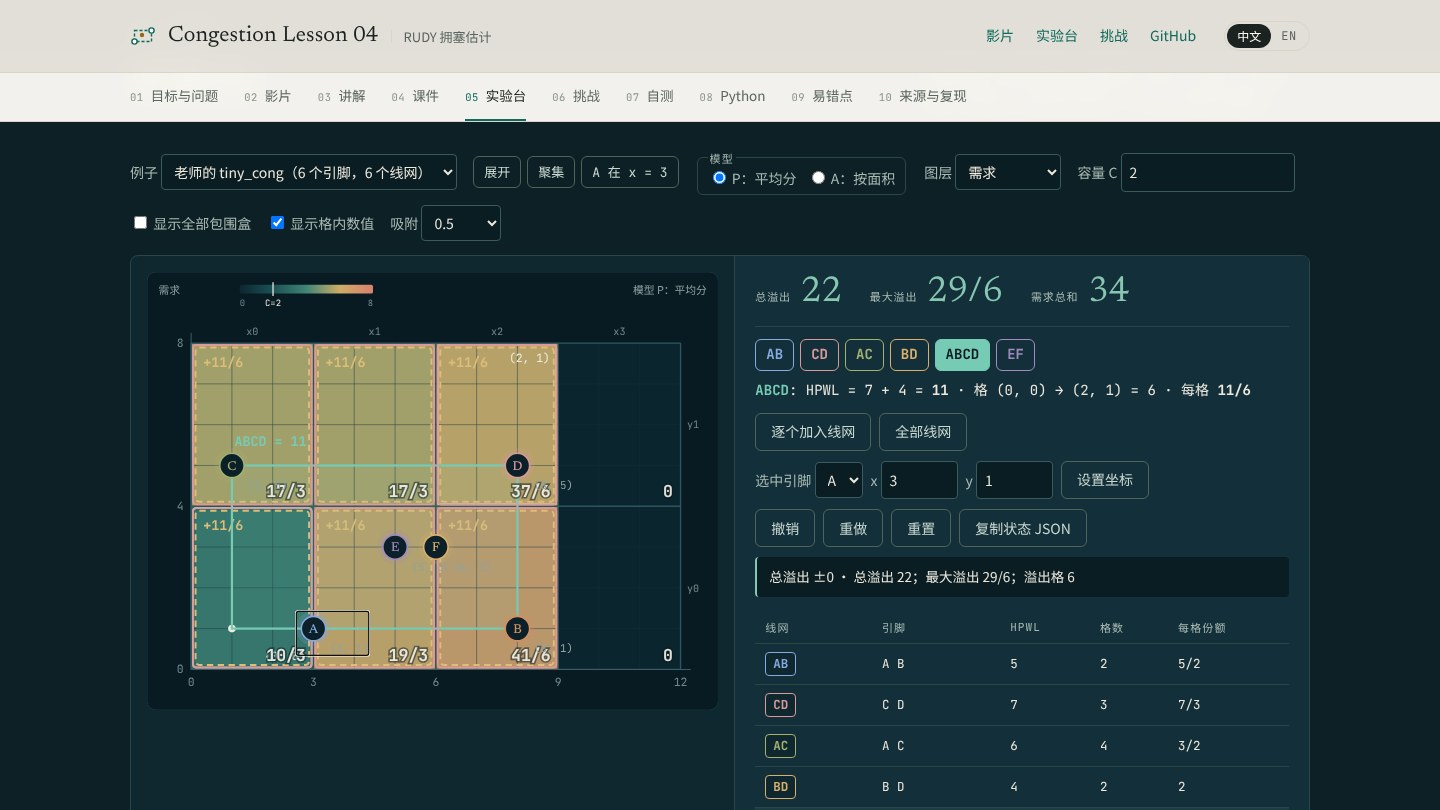 Congestion Lesson 04
RUDY 拥塞估计
影片 实验台 挑战 GitHub 中文 EN
01 目标与问题 02 影片 03 讲解 04 课件 05 实验台 06 挑战 07 自测 08 Python 09 易错点 10 来源与复现
例子 老师的 tiny_cong（6 个引脚，6 个线网） 展开 聚集 A 在 x = 3 模型 P：平均分 A：按面积 图层 需求 容量 C 2
显示全部包围盒 显示格内数值 吸附 0.5
需求 模型 P：平均分
0 C=2 8
x0 x1 x2 x3
8
+11/6 +11/6 +11/6 (2, 1)
y1
ABCD = 11
C D
17/3 17/3 37/6 5) 0
4
+11/6 +11/6 +11/6
E F
y0
A B
10/3 19/3 41/6 1) 0
0
0 3 6 9 12
总溢出 22 最大溢出 29/6 需求总和 34
AB CD AC BD ABCD EF
ABCD: HPWL = 7 + 4 = 11 · 格 (0, 0) → (2, 1) = 6 · 每格 11/6
逐个加入线网 全部线网
选中引脚 A x 3 y 1 设置坐标
撤销 重做 重置 复制状态 JSON
总溢出 ±0 · 总溢出 22；最大溢出 29/6；溢出格 6
线网 引脚 HPWL 格数 每格份额
AB A B 5 2 5/2
CD C D 7 3 7/3
AC A C 6 4 3/2
BD B D 4 2 2